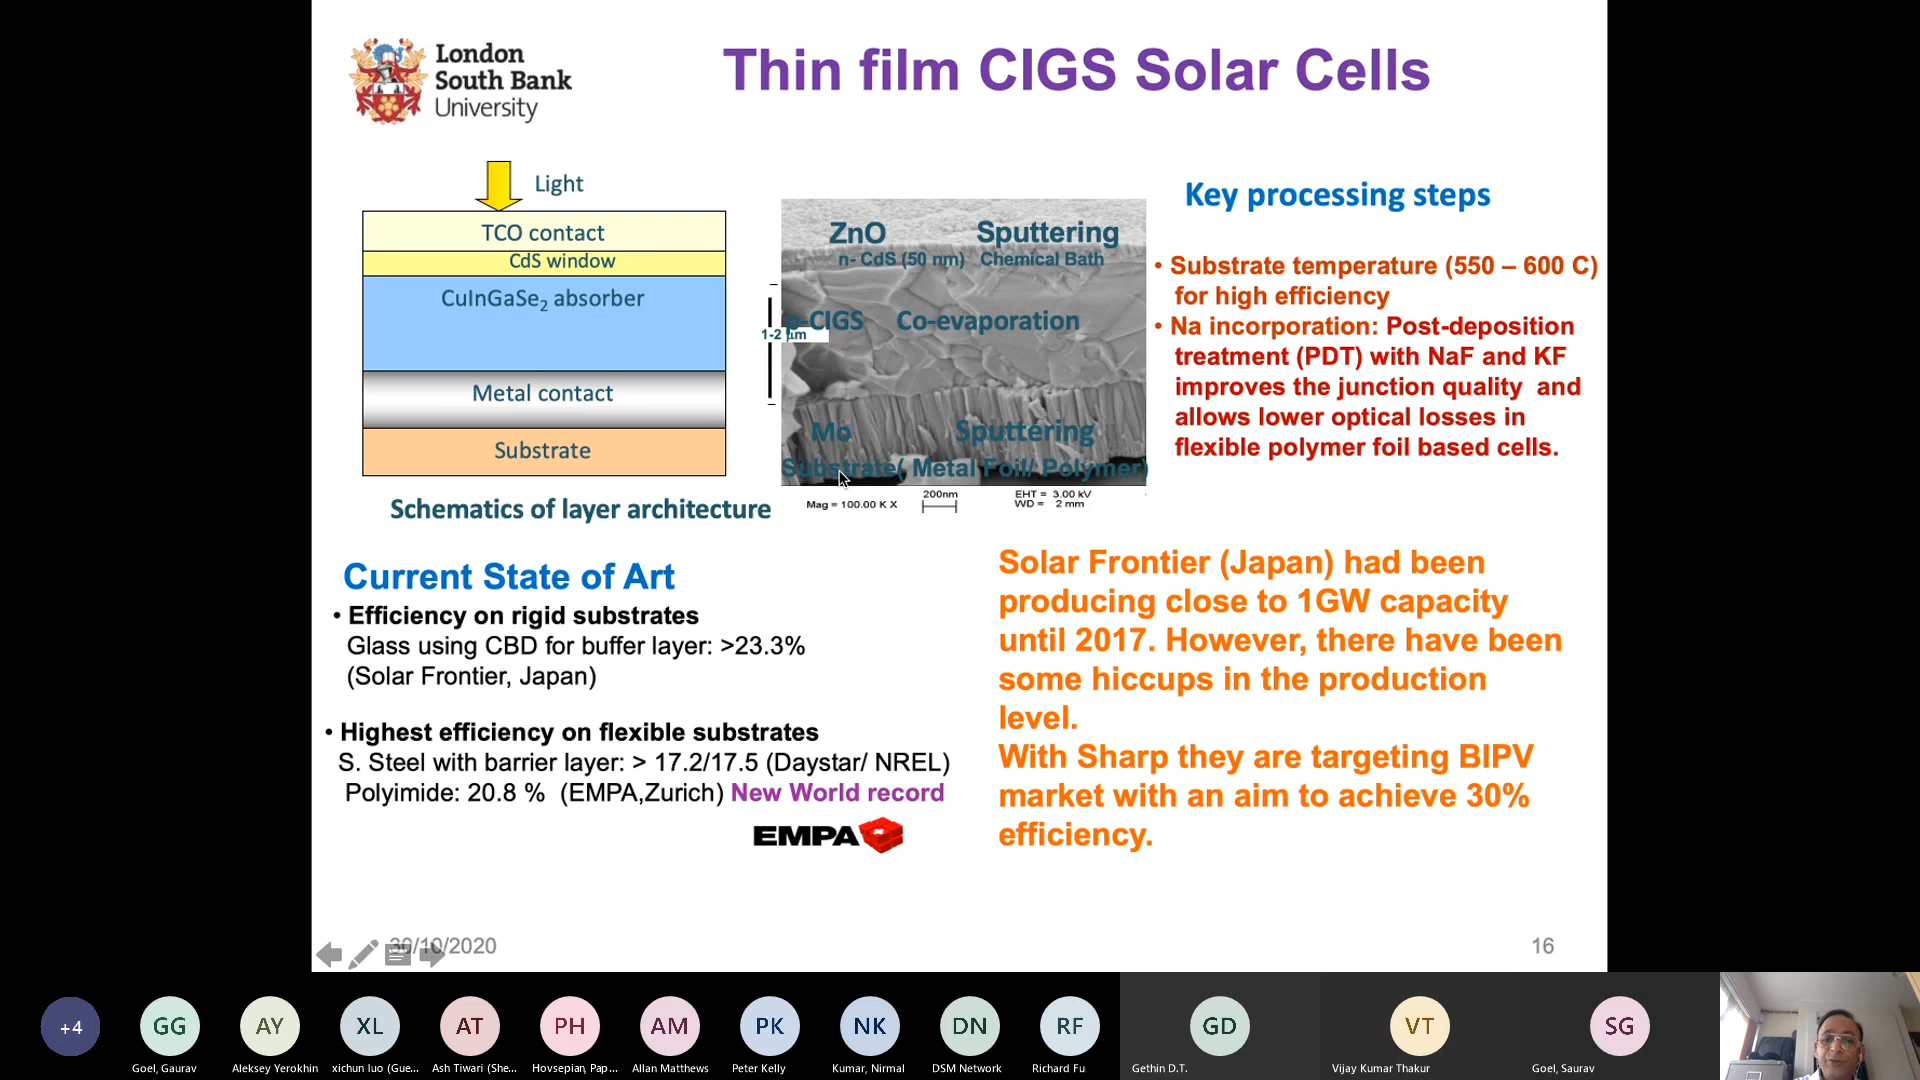 London
South Bank
University
Thin film CIGS Solar Cells
Light
TCO contact
CdS window
CuInGaSe2 absorber
Metal contact
Substrate
Schematics of layer architecture
ZnO Sputtering
n- CdS (50 nm) Chemical Bath
p-CIGS Co-evaporation
1-2 µm
Mo Sputtering
Substrate( Metal Foil/ Polymer)
Mag = 100.00 K X 200nm EHT = 3.00 kV
WD = 2 mm
Key processing steps
• Substrate temperature (550 – 600 C)
for high efficiency
• Na incorporation: Post-deposition
treatment (PDT) with NaF and KF
improves the junction quality and
allows lower optical losses in
flexible polymer foil based cells.
Current State of Art
• Efficiency on rigid substrates
Glass using CBD for buffer layer: >23.3%
(Solar Frontier, Japan)
• Highest efficiency on flexible substrates
S. Steel with barrier layer: > 17.2/17.5 (Daystar/ NREL)
Polyimide: 20.8 % (EMPA,Zurich) New World record
EMPA
Solar Frontier (Japan) had been
producing close to 1GW capacity
until 2017. However, there have been
some hiccups in the production
level.
With Sharp they are targeting BIPV
market with an aim to achieve 30%
efficiency.
30/10/2020
16
+4 GG AY XL AT PH AM PK NK DN RF GD VT SG
Goel, Gaurav Aleksey Yerokhin xichun luo (Gue... Ash Tiwari (She... Hovsepian, Pap... Allan Matthews Peter Kelly Kumar, Nirmal DSM Network Richard Fu Gethin D.T. Vijay Kumar Thakur Goel, Saurav